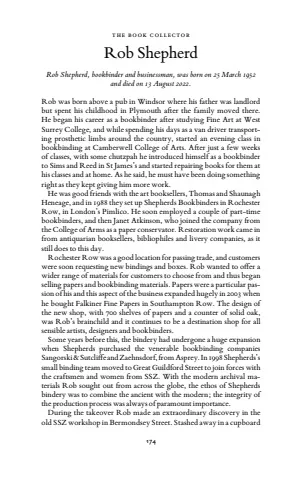 THE BOOK COLLECTOR
Rob Shepherd
Rob Shepherd, bookbinder and businessman, was born on 25 March 1952
and died on 13 August 2022.
Rob was born above a pub in Windsor where his father was landlord
but spent his childhood in Plymouth after the family moved there.
He began his career as a bookbinder after studying Fine Art at West
Surrey College, and while spending his days as a van driver transport-
ing prosthetic limbs around the country, started an evening class in
bookbinding at Camberwell College of Arts. After just a few weeks
of classes, with some chutzpah he introduced himself as a bookbinder
to Sims and Reed in St James's and started repairing books for them at
his classes and at home. As he said, he must have been doing something
right as they kept giving him more work.
He was good friends with the art booksellers, Thomas and Shaunagh
Heneage, and in 1988 they set up Shepherds Bookbinders in Rochester
Row, in London's Pimlico. He soon employed a couple of part-time
bookbinders, and then Janet Atkinson, who joined the company from
the College of Arms as a paper conservator. Restoration work came in
from antiquarian booksellers, bibliophiles and livery companies, as it
still does to this day.
Rochester Row was a good location for passing trade, and customers
were soon requesting new bindings and boxes. Rob wanted to offer a
wider range of materials for customers to choose from and thus began
selling papers and bookbinding materials. Papers were a particular pas-
sion of his and this aspect of the business expanded hugely in 2003 when
he bought Falkiner Fine Papers in Southampton Row. The design of
the new shop, with 700 shelves of papers and a counter of solid oak,
was Rob's brainchild and it continues to be a destination shop for all
sensible artists, designers and bookbinders.
Some years before this, the bindery had undergone a huge expansion
when Shepherds purchased the venerable bookbinding companies
Sangorski & Sutcliffe and Zaehnsdorf, from Asprey. In 1998 Shepherds's
small binding team moved to Great Guildford Street to join forces with
the craftsmen and women from SSZ. With the modern archival ma-
terials Rob sought out from across the globe, the ethos of Shepherds
bindery was to combine the ancient with the modern; the integrity of
the production process was always of paramount importance.
During the takeover Rob made an extraordinary discovery in the
old SSZ workshop in Bermondsey Street. Stashed away in a cupboard
174